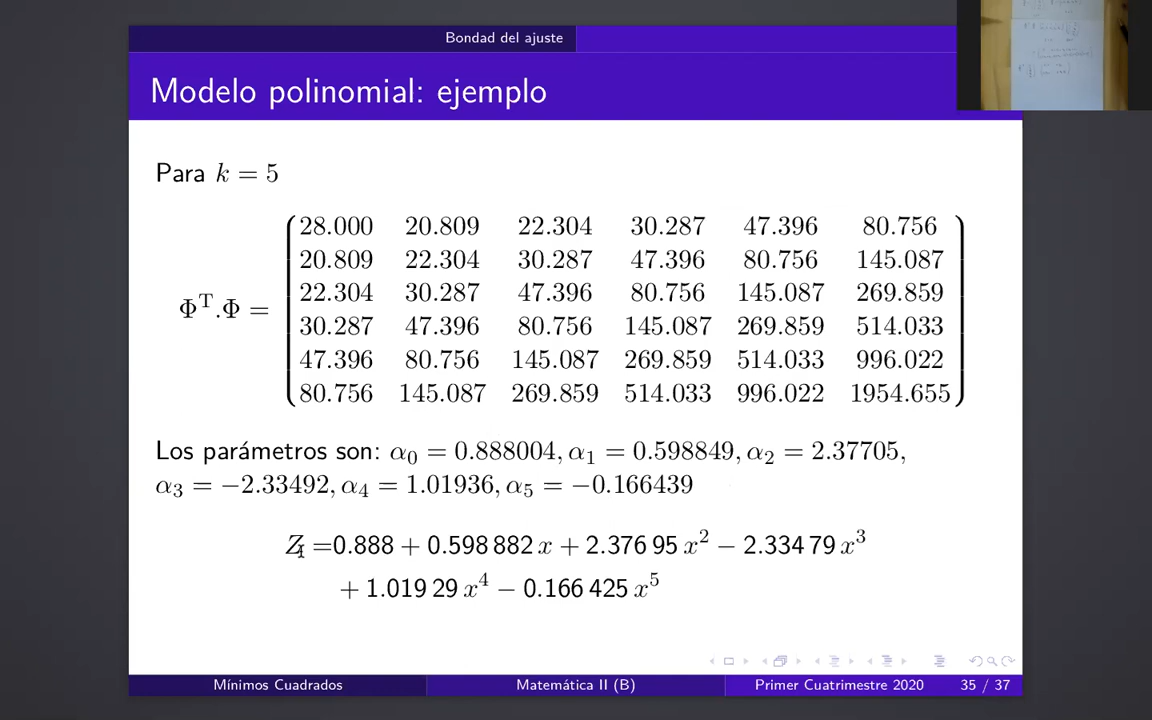 Bondad del ajuste
Modelo polinomial: ejemplo
Para k = 5
28.000 20.809 22.304 30.287 47.396 80.756
20.809 22.304 30.287 47.396 80.756 145.087
22.304 30.287 47.396 80.756 145.087 269.859
Φᵀ.Φ =
30.287 47.396 80.756 145.087 269.859 514.033
47.396 80.756 145.087 269.859 514.033 996.022
80.756 145.087 269.859 514.033 996.022 1954.655
Los parámetros son: α₀ = 0.888004, α₁ = 0.598849, α₂ = 2.37705,
α₃ = −2.33492, α₄ = 1.01936, α₅ = −0.166439
Z =0.888 + 0.598 882 x + 2.376 95 x² − 2.334 79 x³
+ 1.019 29 x⁴ − 0.166 425 x⁵
Mínimos Cuadrados Matemática II (B) Primer Cuatrimestre 2020 35 / 37